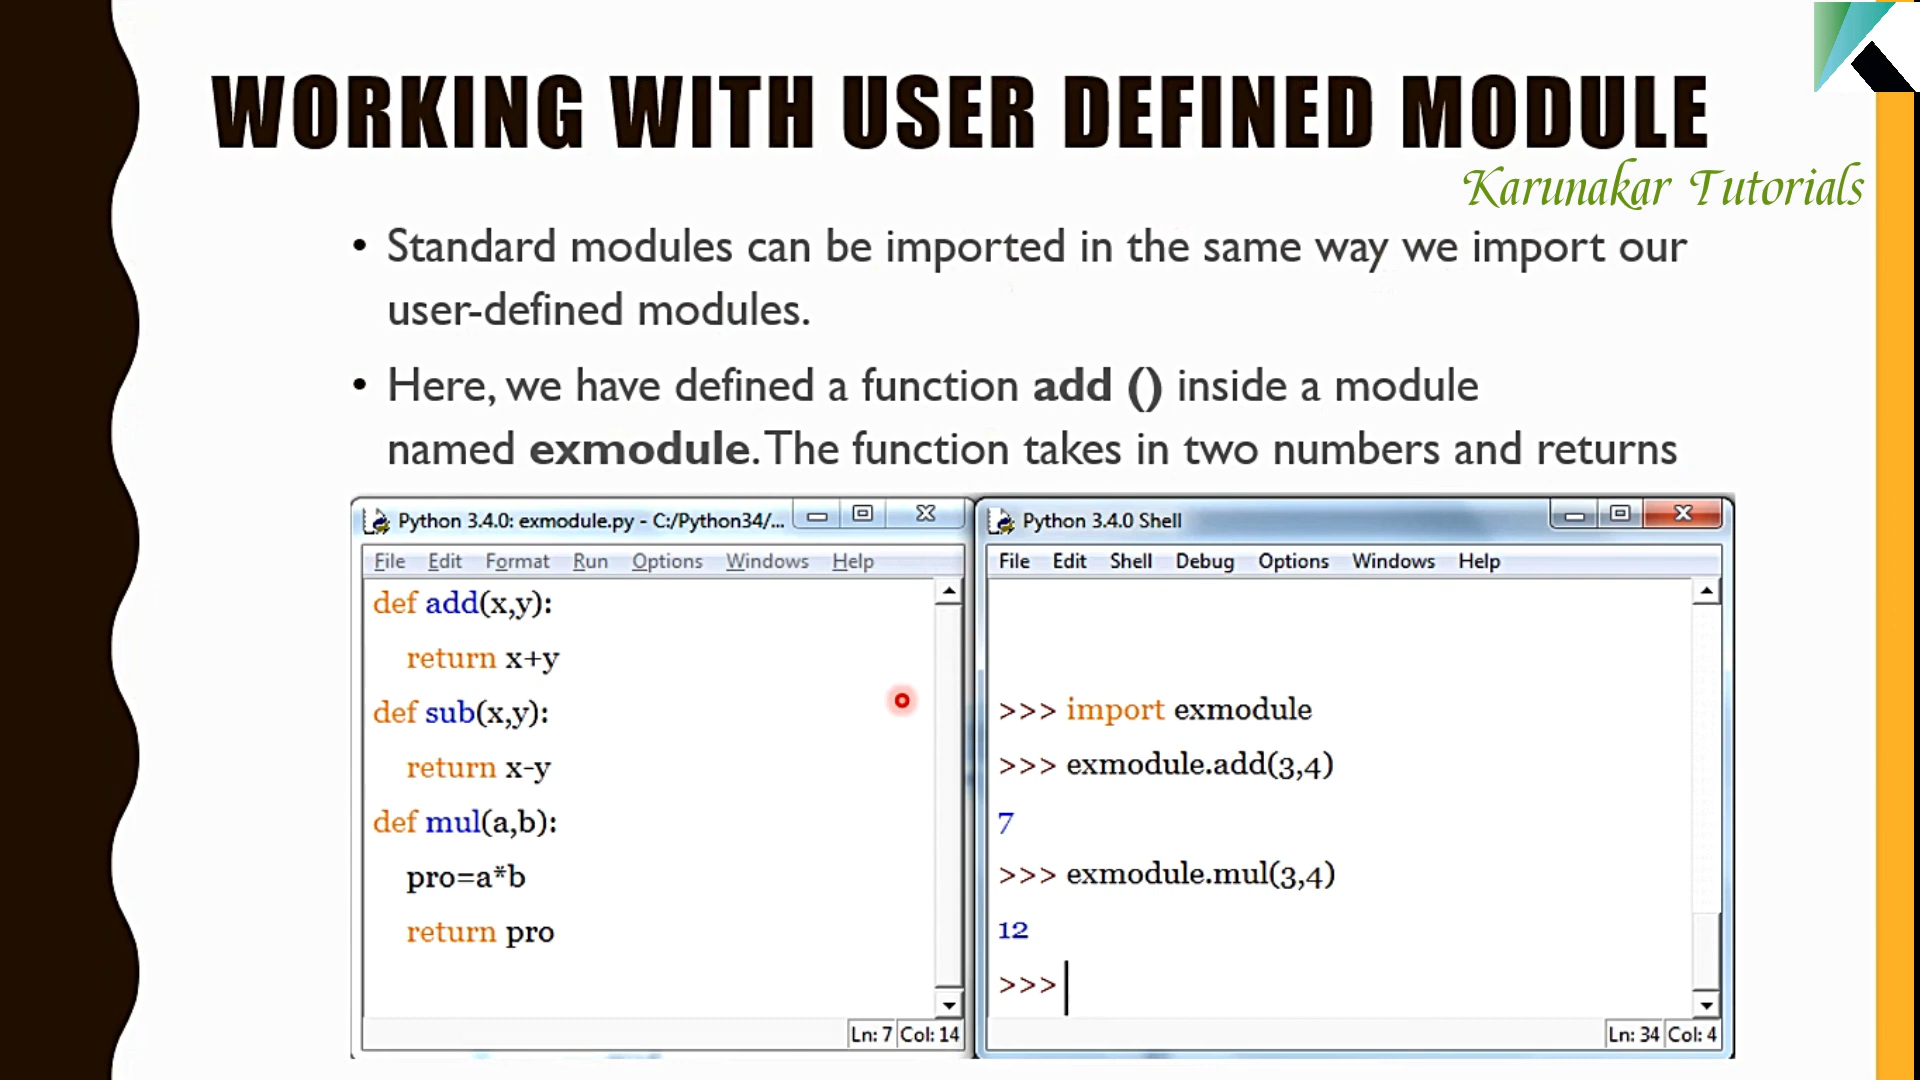 WORKING WITH USER DEFINED MODULE
Karunakar Tutorials
• Standard modules can be imported in the same way we import our
user-defined modules.
• Here, we have defined a function add () inside a module
named exmodule. The function takes in two numbers and returns
Python 3.4.0: exmodule.py - C:/Python34/...
File Edit Format Run Options Windows Help
def add(x,y):
return x+y
def sub(x,y):
return x-y
def mul(a,b):
pro=a*b
return pro
Ln: 7 Col: 14
Python 3.4.0 Shell
File Edit Shell Debug Options Windows Help
>>> import exmodule
>>> exmodule.add(3,4)
7
>>> exmodule.mul(3,4)
12
>>>
Ln: 34 Col: 4